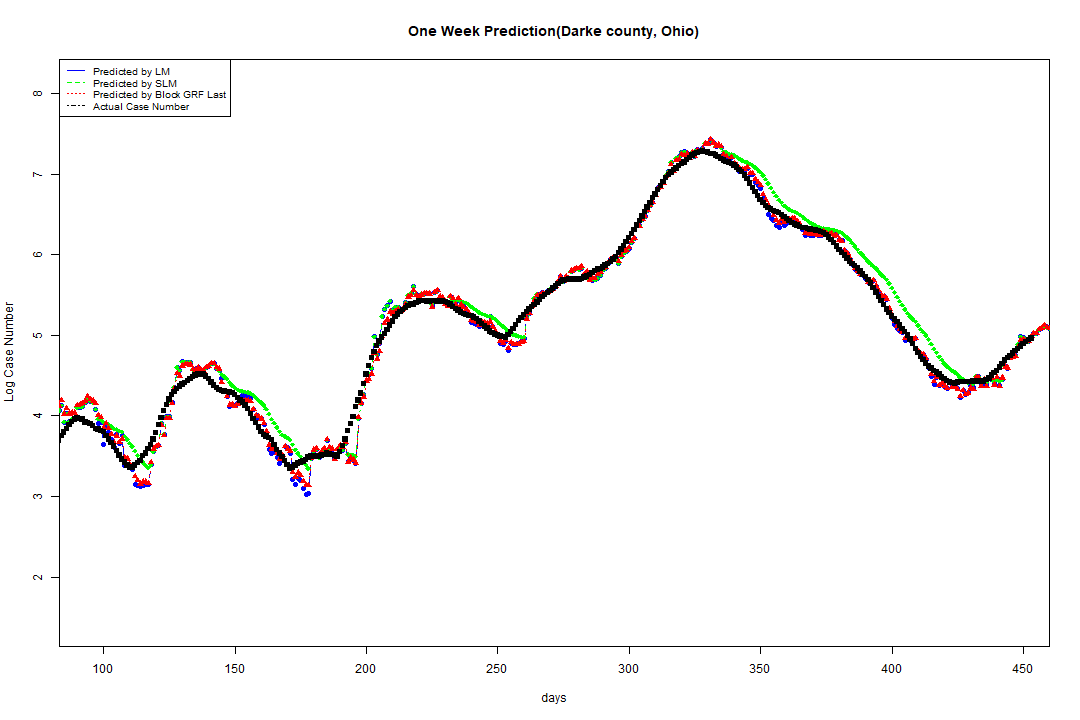 One Week Prediction(Darke county, Ohio)
Predicted by LM
Predicted by SLM
Predicted by Block GRF Last
Actual Case Number
8
7
6
5
4
3
2
Log Case Number
100 150 200 250 300 350 400 450
days